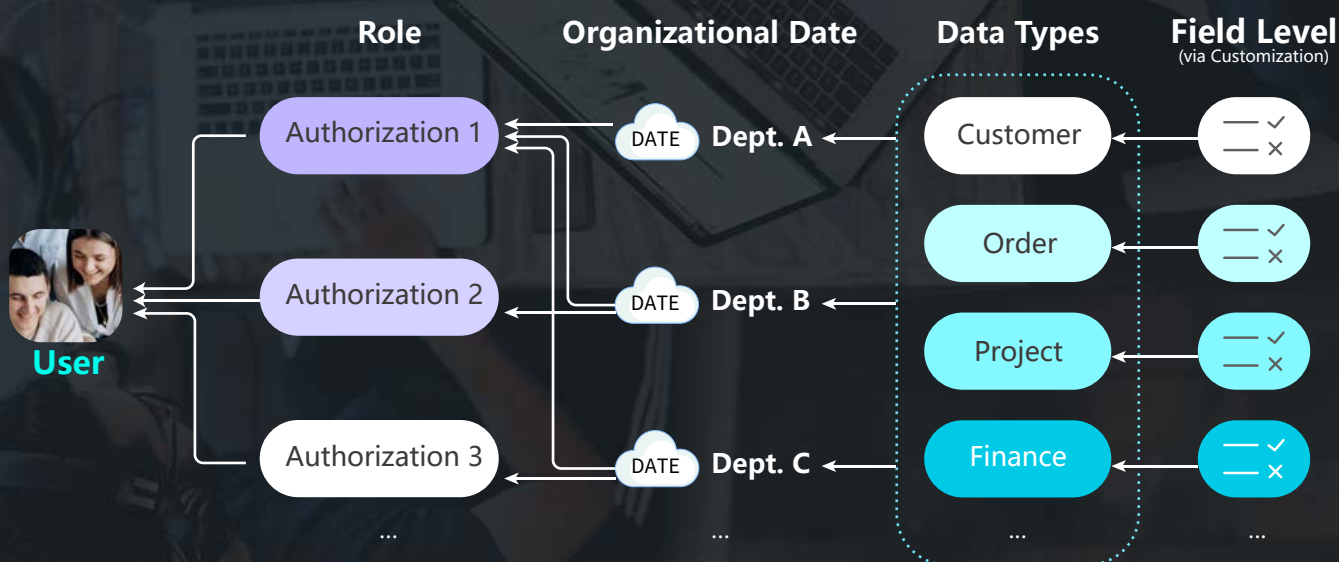 Role Organizational Date Data Types Field Level
(via Customization)
Authorization 1 DATE Dept. A Customer
Order
Authorization 2 DATE Dept. B
Project
User
Authorization 3 DATE Dept. C Finance
... ... ... ...